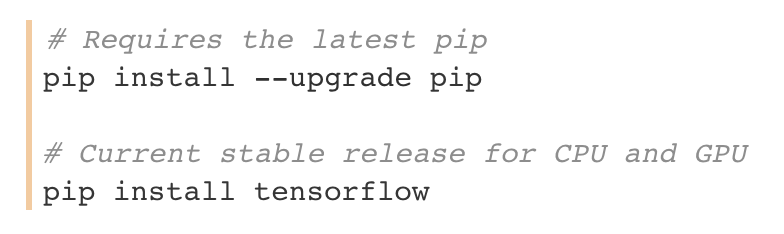 # Requires the latest pip
pip install --upgrade pip
# Current stable release for CPU and GPU
pip install tensorflow